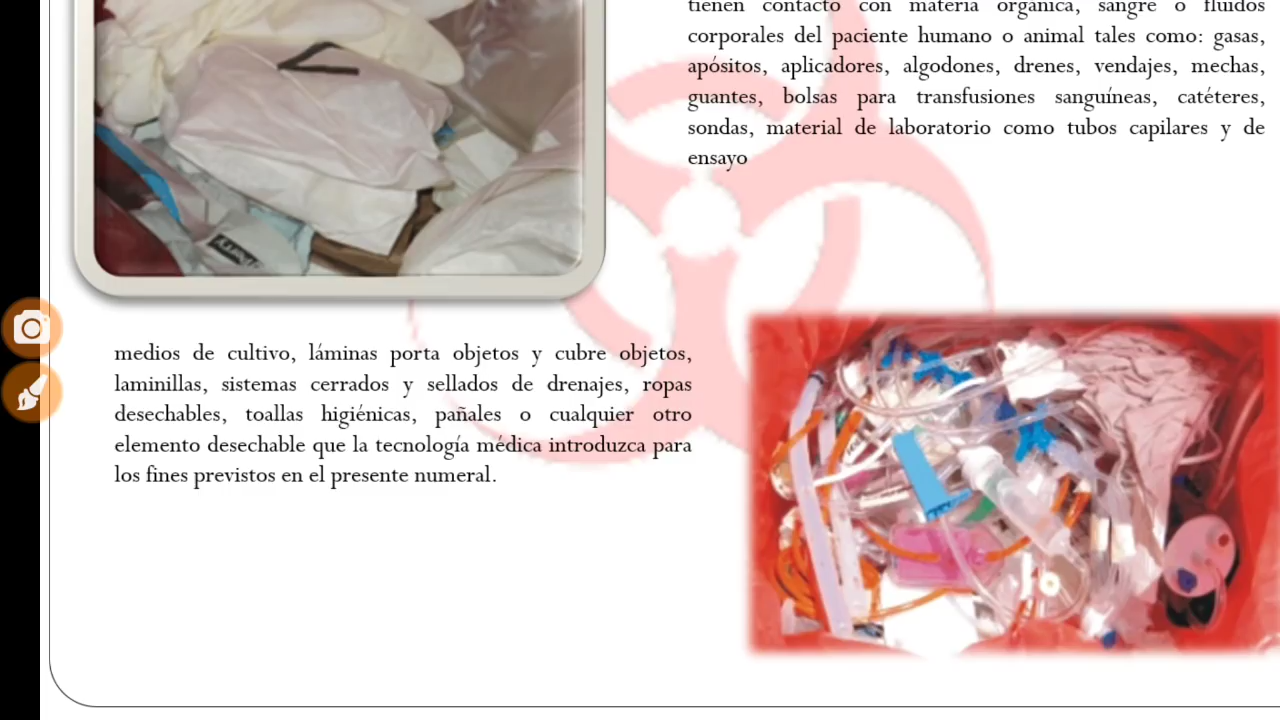 tienen contacto con materia orgánica, sangre o fluidos
corporales del paciente humano o animal tales como: gasas,
apósitos, aplicadores, algodones, drenes, vendajes, mechas,
guantes, bolsas para transfusiones sanguíneas, catéteres,
sondas, material de laboratorio como tubos capilares y de
ensayo
medios de cultivo, láminas porta objetos y cubre objetos,
laminillas, sistemas cerrados y sellados de drenajes, ropas
desechables, toallas higiénicas, pañales o cualquier otro
elemento desechable que la tecnología médica introduzca para
los fines previstos en el presente numeral.